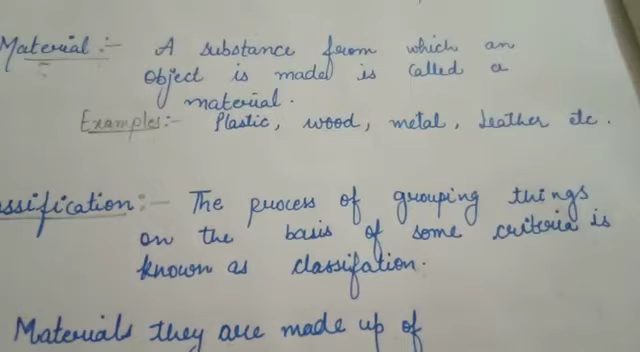 Material :- A substance from which an
object is made is called a
material.
Examples:- Plastic, wood, metal, Leather etc.
ssification :- The process of grouping things
on the basis of some criteria is
known as classifation.
Materials they are made up of